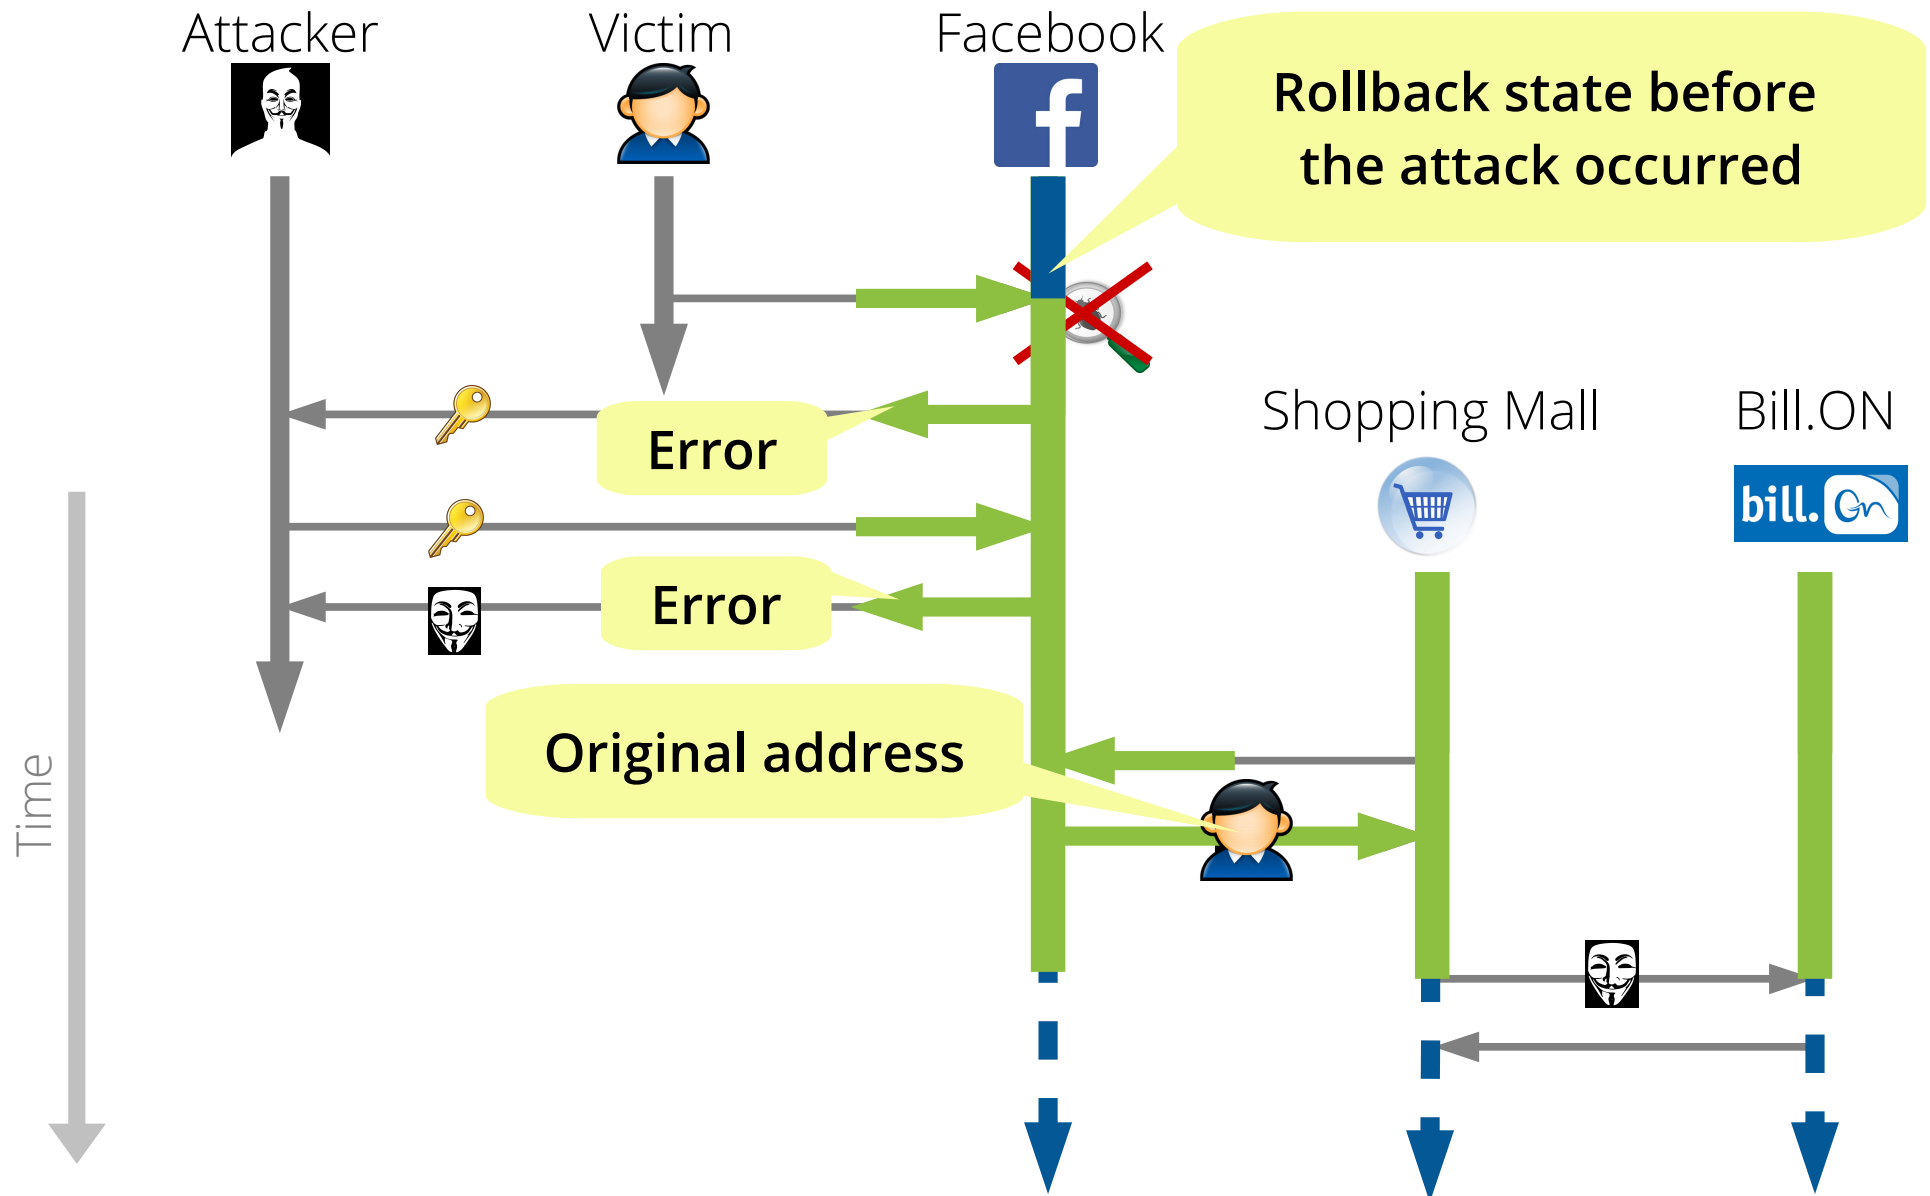 Attacker
Victim
Facebook
Rollback state before
the attack occurred
Shopping Mall
Bill.ON
Error
bill.On
Error
Original address
Time